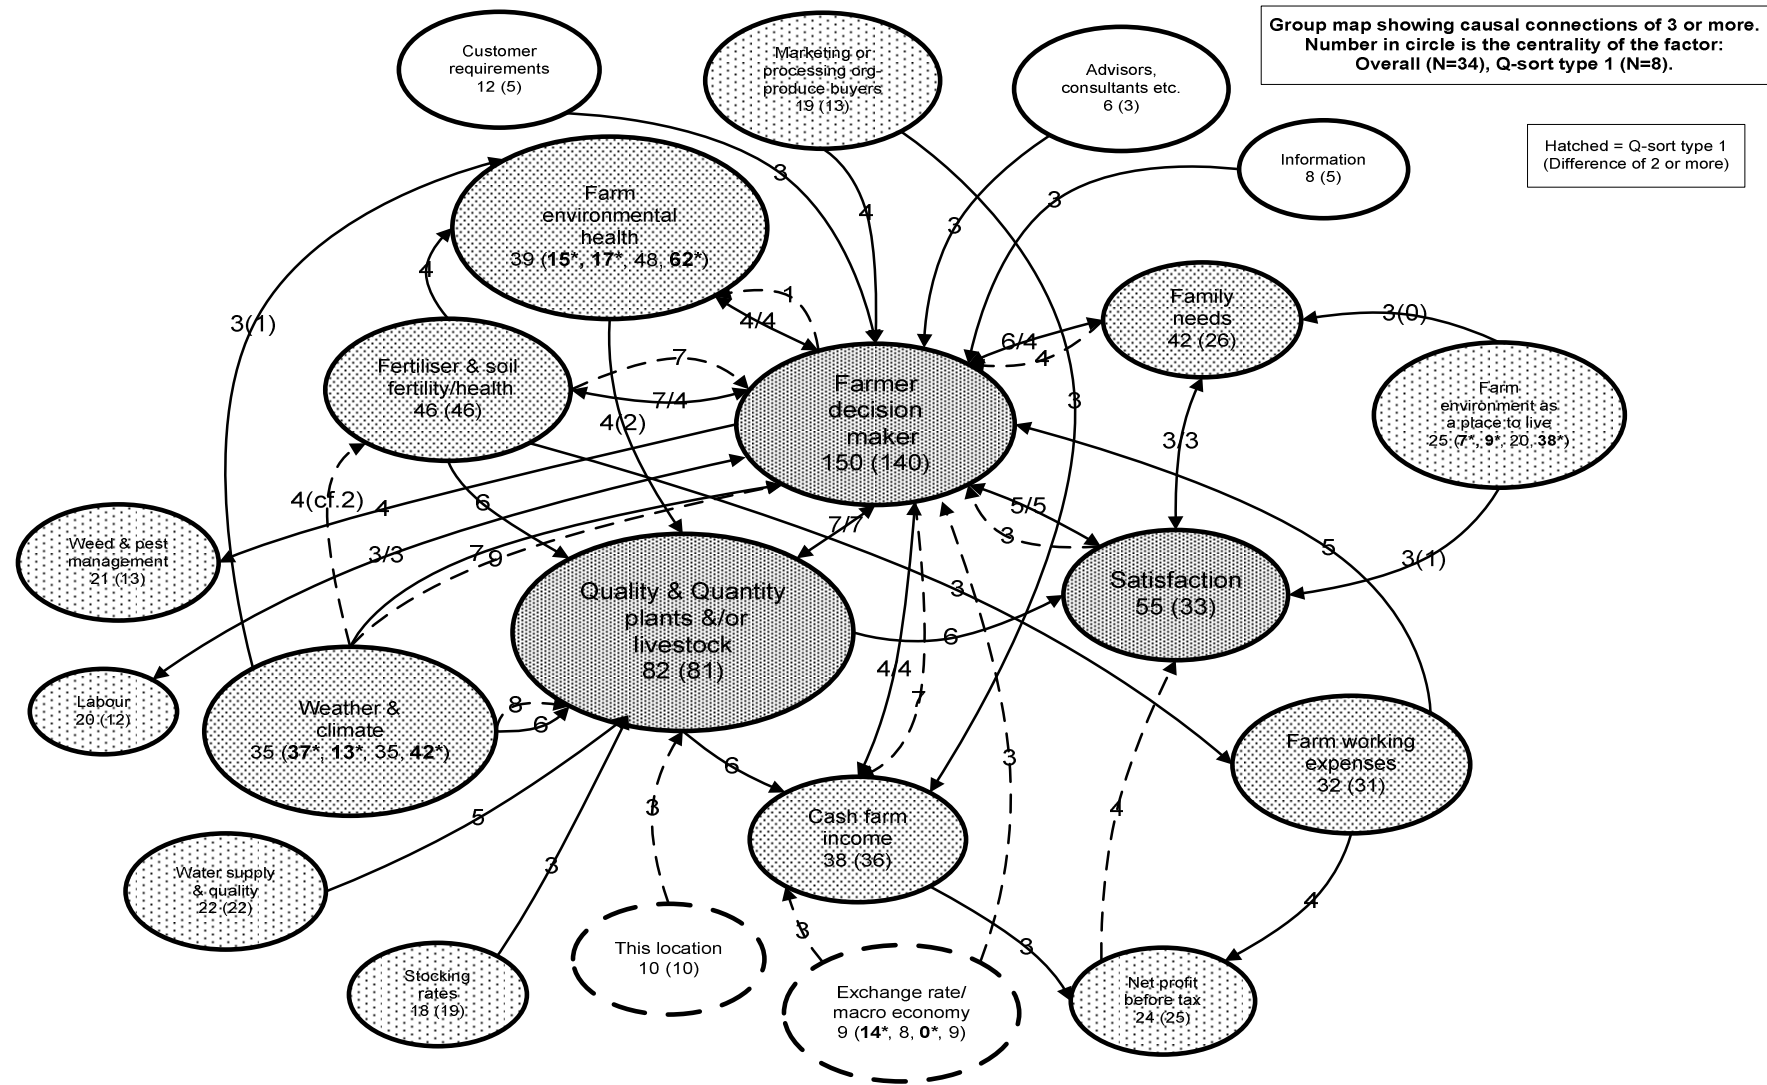 Group map showing causal connections of 3 or more.
Number in circle is the centrality of the factor:
Overall (N=34), Q-sort type 1 (N=8).
Hatched = Q-sort type 1
(Difference of 2 or more)
Customer
requirements
12 (5)
Marketing or
processing org-
produce buyers
19 (13)
Advisors,
consultants etc.
6 (3)
Information
8 (5)
3
4
3
3
Farm
environmental
health
39 (15*, 17*, 48, 62*)
4
3(1)
1
4/4
Family
needs
42 (26)
3(0)
6/4
4
Fertiliser & soil
fertility/health
46 (46)
7
7/4
4(2)
Farmer
decision
maker
150 (140)
3
3/3
Farm
environment as
a place to live
25 (7*, 9*, 20, 38*)
4(cf.2)
4
6
7/7
5/5
3
5
3(1)
Weed & pest
management
21 (13)
3/3
7
9
Quality & Quantity
plants &/or
livestock
82 (81)
3
6
Satisfaction
55 (33)
Labour
20 (12)
Weather &
climate
35 (37*, 13*, 35, 42*)
8
6
4/4
7
Farm working
expenses
32 (31)
6
3
3
4
5
3
Cash farm
income
38 (36)
Water supply
& quality
22 (22)
4
3
3
This location
10 (10)
Stocking
rates
18 (19)
Exchange rate/
macro economy
9 (14*, 8, 0*, 9)
Net profit
before tax
24 (25)